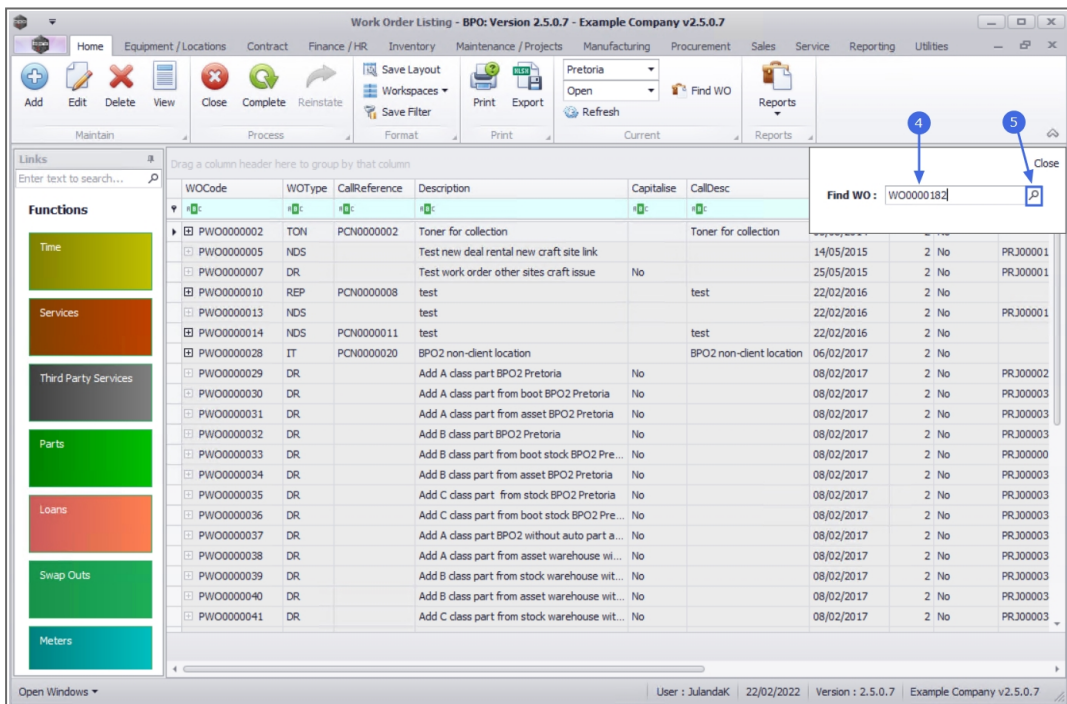 Work Order Listing - BPO: Version 2.5.0.7 - Example Company v2.5.0.7
Home Equipment / Locations Contract Finance / HR Inventory Maintenance / Projects Manufacturing Procurement Sales Service Reporting Utilities
Save Layout Pretoria
Workspaces Open Find WO
Add Edit Delete View Close Complete Reinstate Save Filter Print Export Refresh Reports
Maintain Process Format Print Current Reports
4 5
Links Drag a column header here to group by that column Close
Enter text to search...
WOCode WOType CallReference Description Capitalise CallDesc Find WO : WO0000182
Functions
PWO0000002 TON PCN0000002 Toner for collection Toner for collection
Time PWO0000005 NDS Test new deal rental new craft site link 14/05/2015 2 No PRJ00001
PWO0000007 DR Test work order other sites craft issue No 25/05/2015 2 No PRJ00001
PWO0000010 REP PCN0000008 test test 22/02/2016 2 No
Services PWO0000013 NDS test 22/02/2016 2 No PRJ00001
PWO0000014 NDS PCN0000011 test test 22/02/2016 2 No
PWO0000028 IT PCN0000020 BPO2 non-client location BPO2 non-client location 06/02/2017 2 No
Third Party Services PWO0000029 DR Add A class part BPO2 Pretoria No 08/02/2017 2 No PRJ00002
PWO0000030 DR Add A class part from boot BPO2 Pretoria No 08/02/2017 2 No PRJ00003
PWO0000031 DR Add A class part from asset BPO2 Pretoria No 08/02/2017 2 No PRJ00003
PWO0000032 DR Add B class part BPO2 Pretoria No 08/02/2017 2 No PRJ00003
Parts PWO0000033 DR Add B class part from boot stock BPO2 Pre... No 08/02/2017 2 No PRJ00000
PWO0000034 DR Add B class part from asset BPO2 Pretoria No 08/02/2017 2 No PRJ00003
PWO0000035 DR Add C class part from stock BPO2 Pretoria No 08/02/2017 2 No PRJ00003
Loans PWO0000036 DR Add C class part from boot stock BPO2 Pre... No 08/02/2017 2 No PRJ00003
PWO0000037 DR Add C class part BPO2 without auto part a... No 08/02/2017 2 No PRJ00003
PWO0000038 DR Add A class part from asset warehouse wi... No 08/02/2017 2 No PRJ00003
Swap Outs PWO0000039 DR Add B class part from stock warehouse wit... No 08/02/2017 2 No PRJ00003
PWO0000040 DR Add B class part from asset warehouse wit... No 08/02/2017 2 No PRJ00003
PWO0000041 DR Add C class part from stock warehouse wit... No 08/02/2017 2 No PRJ00003
Meters
Open Windows User : JulandaK 22/02/2022 Version : 2.5.0.7 Example Company v2.5.0.7